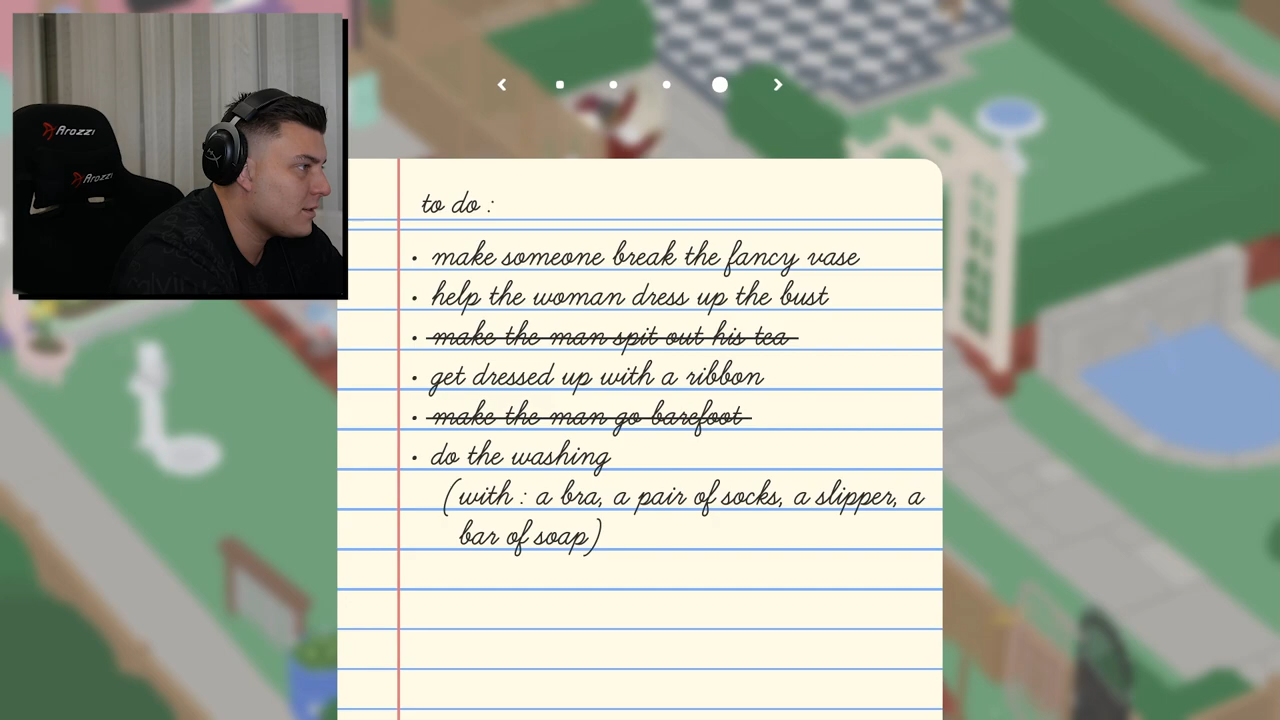 Arozzi
Arozzi
to do :
• make someone break the fancy vase
• help the woman dress up the bust
• make the man spit out his tea
• get dressed up with a ribbon
• make the man go barefoot
• do the washing
(with : a bra, a pair of socks, a slipper, a
bar of soap)